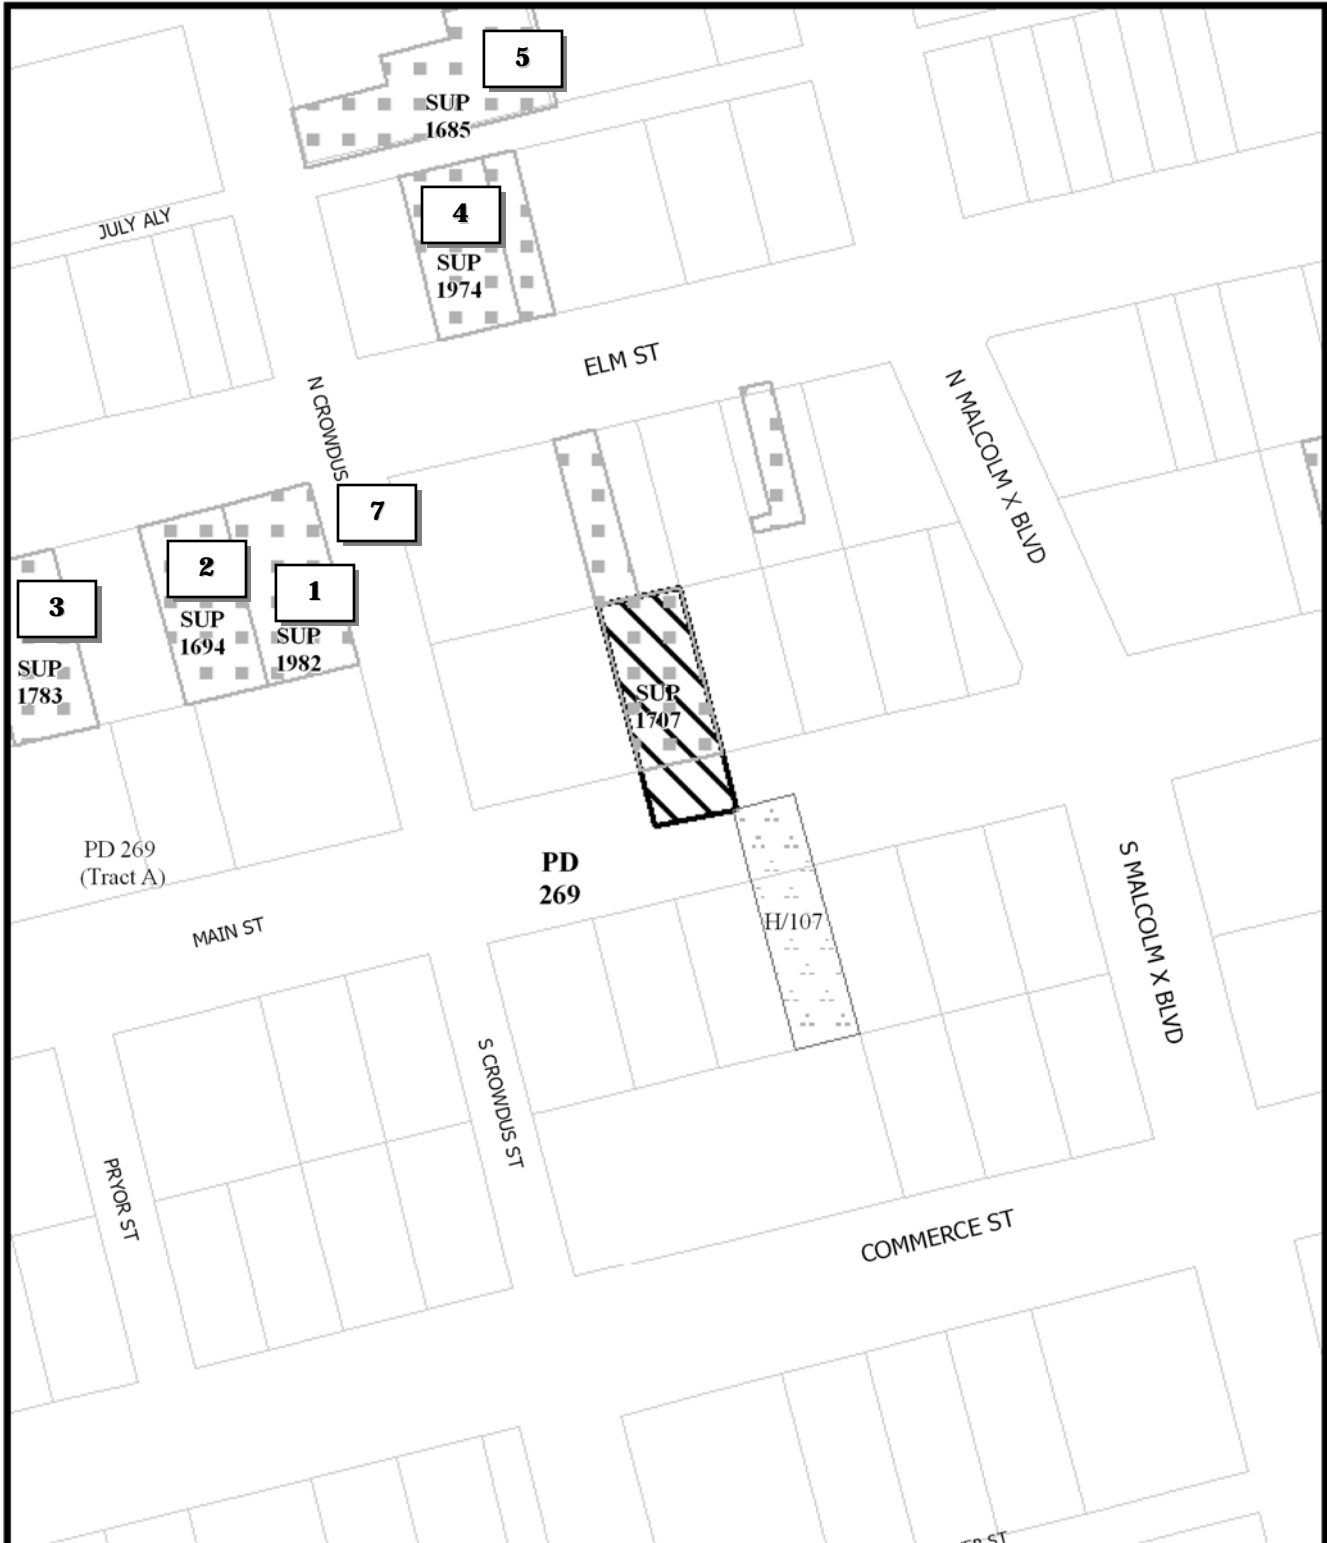 5
SUP
1685
4
JULY ALY
SUP
1974
ELM ST
N CROWDUS
N MALCOLM X BLVD
7
2
1
3
SUP
1694
SUP
1982
SUP
1783
SUP
1707
PD 269
(Tract A)
PD
269
S MALCOLM X BLVD
H/107
MAIN ST
S CROWDUS ST
PRYOR ST
COMMERCE ST
ST